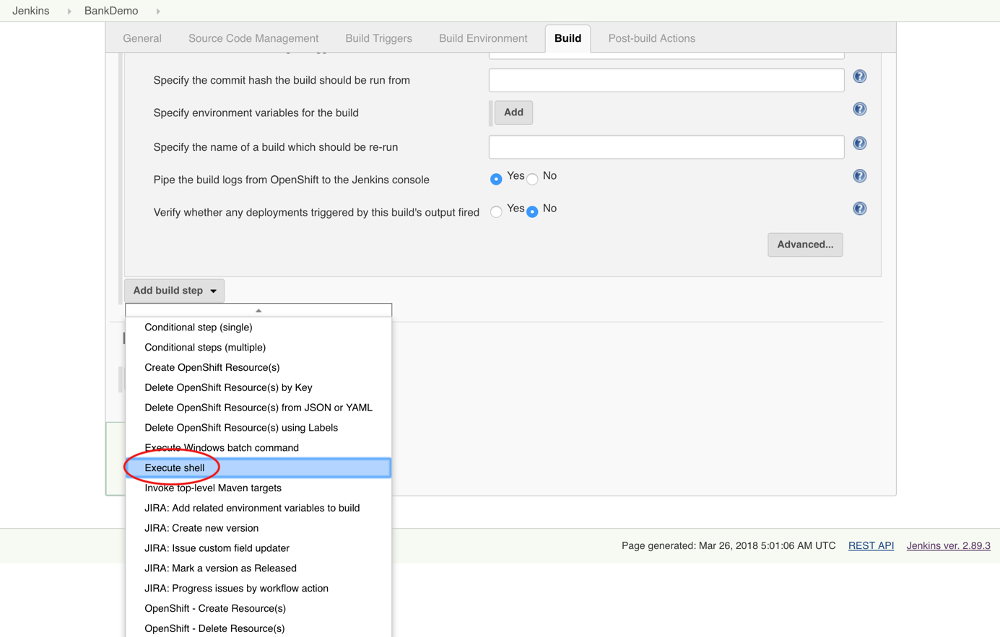 Jenkins BankDemo
General Source Code Management Build Triggers Build Environment Build Post-build Actions
Specify the commit hash the build should be run from
Specify environment variables for the build Add
Specify the name of a build which should be re-run
Pipe the build logs from OpenShift to the Jenkins console Yes No
Verify whether any deployments triggered by this build's output fired Yes No
Advanced...
Add build step
Conditional step (single)
Conditional steps (multiple)
Create OpenShift Resource(s)
Delete OpenShift Resource(s) by Key
Delete OpenShift Resource(s) from JSON or YAML
Delete OpenShift Resource(s) using Labels
Execute Windows batch command
Execute shell
Invoke top-level Maven targets
JIRA: Add related environment variables to build
JIRA: Create new version
JIRA: Issue custom field updater
JIRA: Mark a version as Released
JIRA: Progress issues by workflow action
OpenShift - Create Resource(s)
OpenShift - Delete Resource(s)
Page generated: Mar 26, 2018 5:01:06 AM UTC REST API Jenkins ver. 2.89.3